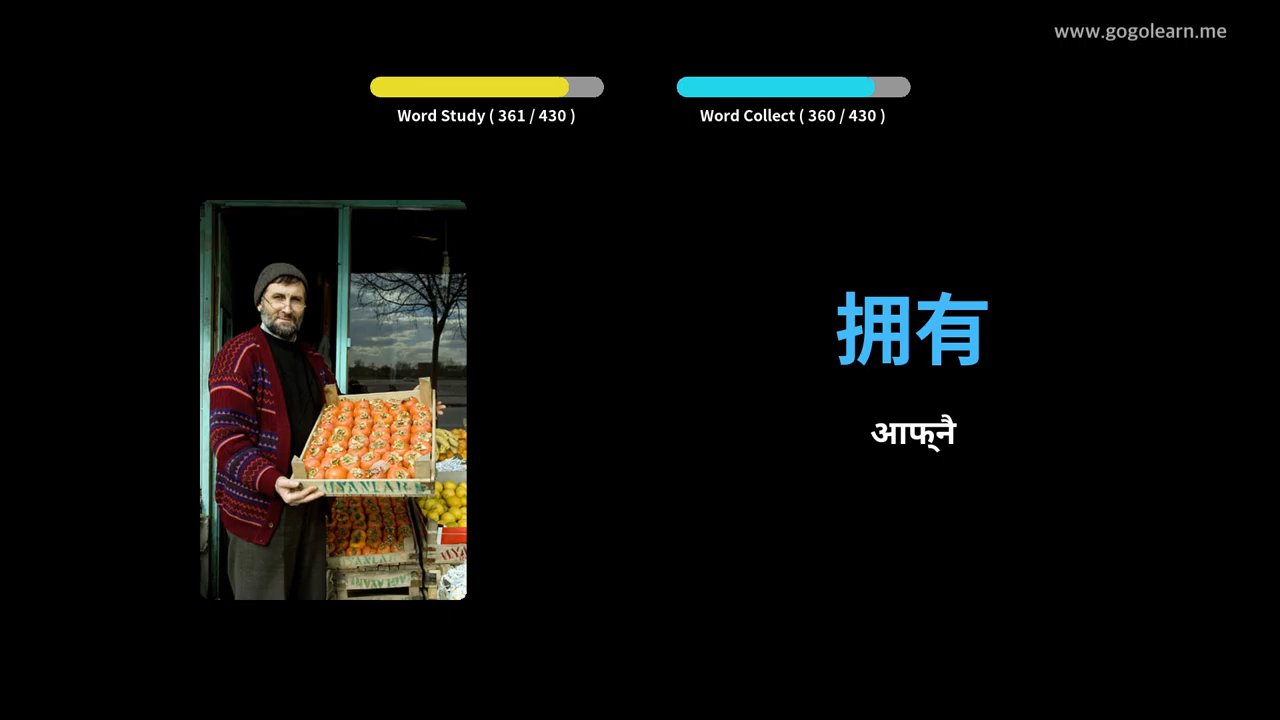 www.gogolearn.me
Word Study ( 361 / 430 )
Word Collect ( 360 / 430 )
拥有
आफ्‌नै